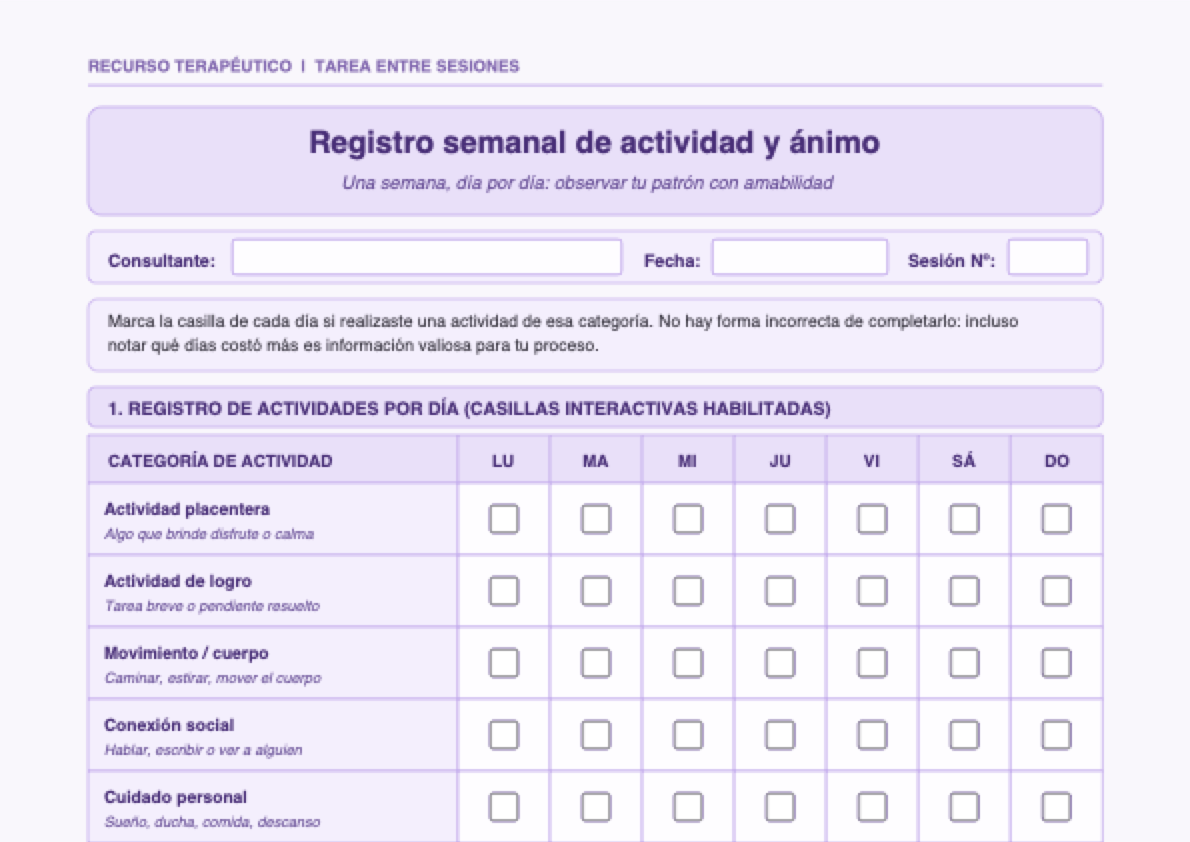 RECURSO TERAPÉUTICO | TAREA ENTRE SESIONES
Registro semanal de actividad y ánimo
Una semana, día por día: observar tu patrón con amabilidad
Consultante: Fecha: Sesión Nº:
Marca la casilla de cada día si realizaste una actividad de esa categoría. No hay forma incorrecta de completarlo: incluso
notar qué días costó más es información valiosa para tu proceso.
1. REGISTRO DE ACTIVIDADES POR DÍA (CASILLAS INTERACTIVAS HABILITADAS)
CATEGORÍA DE ACTIVIDAD LU MA MI JU VI SÁ DO
Actividad placentera
Algo que brinde disfrute o calma
Actividad de logro
Tarea breve o pendiente resuelto
Movimiento / cuerpo
Caminar, estirar, mover el cuerpo
Conexión social
Hablar, escribir o ver a alguien
Cuidado personal
Sueño, ducha, comida, descanso